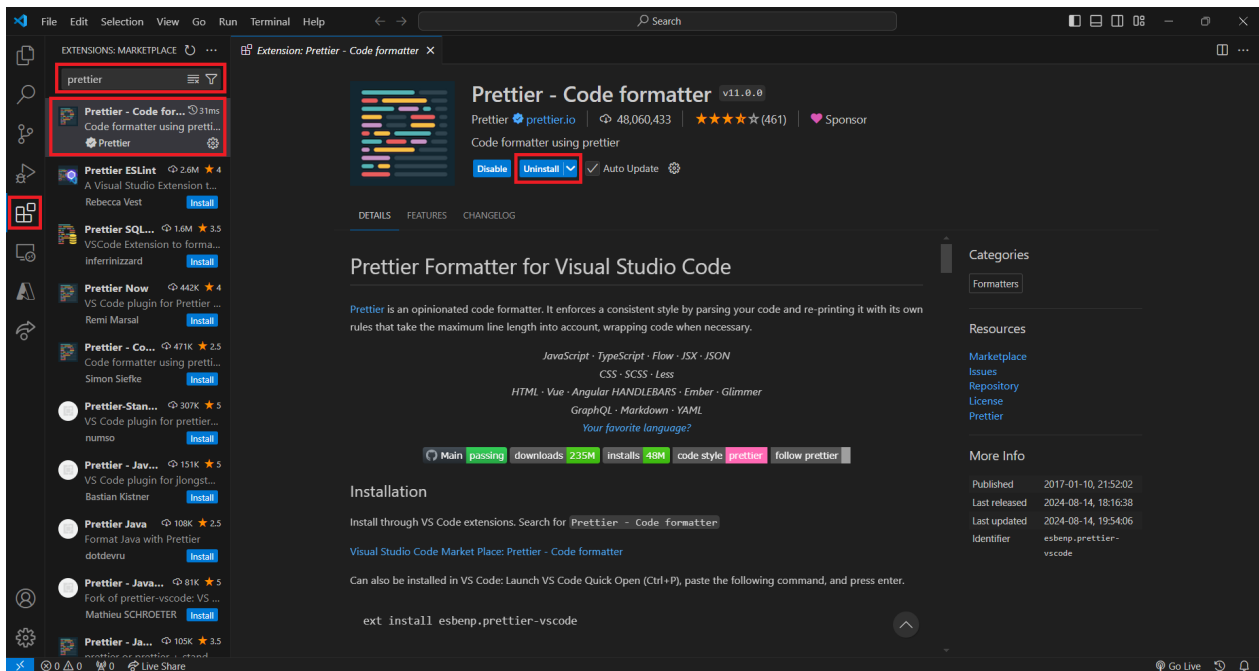 File Edit Selection View Go Run Terminal Help
Search
EXTENSIONS: MARKETPLACE
prettier
Prettier - Code for... 31ms
Code formatter using pretti...
Prettier
Prettier ESLint 2.6M 4
A Visual Studio Extension t...
Rebecca Vest Install
Prettier SQL... 1.6M 3.5
VSCode Extension to forma...
inferrinizzard Install
Prettier Now 442K 4
VS Code plugin for Prettier ...
Remi Marsal Install
Prettier - Co... 471K 2.5
Code formatter using pretti...
Simon Siefke Install
Prettier-Stan... 307K 5
VS Code plugin for prettier...
numso Install
Prettier - Jav... 151K 5
VS Code plugin for jlongst...
Bastian Kistner Install
Prettier Java 108K 2.5
Format Java with Prettier
dotdevru Install
Prettier - Java... 81K 5
Fork of prettier-vscode: VS ...
Mathieu SCHROETER Install
Prettier - Ja... 105K 3.5
prettier or prettier + stand
Extension: Prettier - Code formatter
Prettier - Code formatter v11.0.0
Prettier prettier.io 48,060,433 (461) Sponsor
Code formatter using prettier
Disable Uninstall Auto Update
DETAILS FEATURES CHANGELOG
Prettier Formatter for Visual Studio Code
Prettier is an opinionated code formatter. It enforces a consistent style by parsing your code and re-printing it with its own
rules that take the maximum line length into account, wrapping code when necessary.
JavaScript · TypeScript · Flow · JSX · JSON
CSS · SCSS · Less
HTML · Vue · Angular HANDLEBARS · Ember · Glimmer
GraphQL · Markdown · YAML
Your favorite language?
Main passing downloads 235M installs 48M code style prettier follow prettier
Installation
Install through VS Code extensions. Search for Prettier - Code formatter
Visual Studio Code Market Place: Prettier - Code formatter
Can also be installed in VS Code: Launch VS Code Quick Open (Ctrl+P), paste the following command, and press enter.
ext install esbenp.prettier-vscode
Categories
Formatters
Resources
Marketplace
Issues
Repository
License
Prettier
More Info
Published 2017-01-10, 21:52:02
Last released 2024-08-14, 18:16:38
Last updated 2024-08-14, 19:54:06
Identifier esbenp.prettier-
vscode
0 0 0 Live Share
Go Live